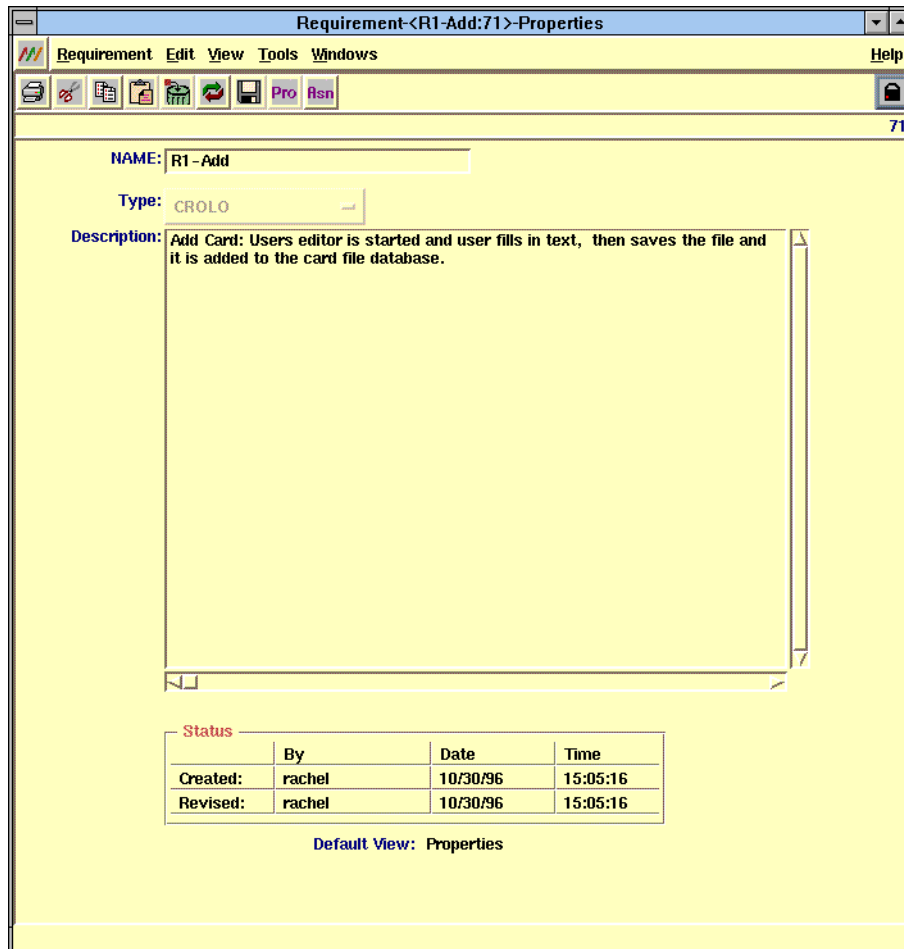 Requirement-<R1-Add:71>-Properties
Requirement Edit View Tools Windows Help
Pro Asn
71
NAME: R1-Add
Type: CROLO
Description: Add Card: Users editor is started and user fills in text, then saves the file and
it is added to the card file database.
Status
By Date Time
Created: rachel 10/30/96 15:05:16
Revised: rachel 10/30/96 15:05:16
Default View: Properties